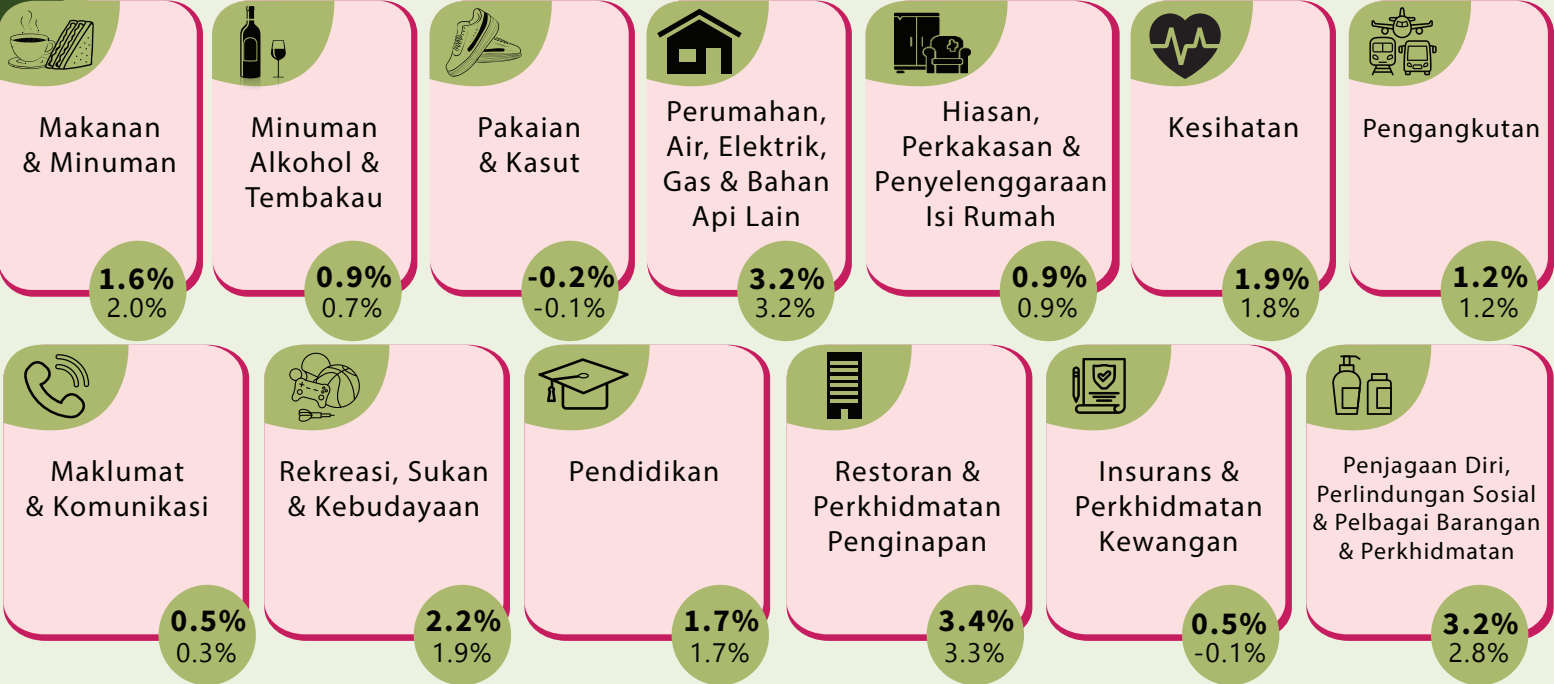 Makanan
& Minuman
1.6%
2.0%
Minuman
Alkohol &
Tembakau
0.9%
0.7%
Pakaian
& Kasut
-0.2%
-0.1%
Perumahan,
Air, Elektrik,
Gas & Bahan
Api Lain
3.2%
3.2%
Hiasan,
Perkakasan &
Penyelenggaraan
Isi Rumah
0.9%
0.9%
Kesihatan
1.9%
1.8%
Pengangkutan
1.2%
1.2%
Maklumat
& Komunikasi
0.5%
0.3%
Rekreasi, Sukan
& Kebudayaan
2.2%
1.9%
Pendidikan
1.7%
1.7%
Restoran &
Perkhidmatan
Penginapan
3.4%
3.3%
Insurans &
Perkhidmatan
Kewangan
0.5%
-0.1%
Penjagaan Diri,
Perlindungan Sosial
& Pelbagai Barangan
& Perkhidmatan
3.2%
2.8%